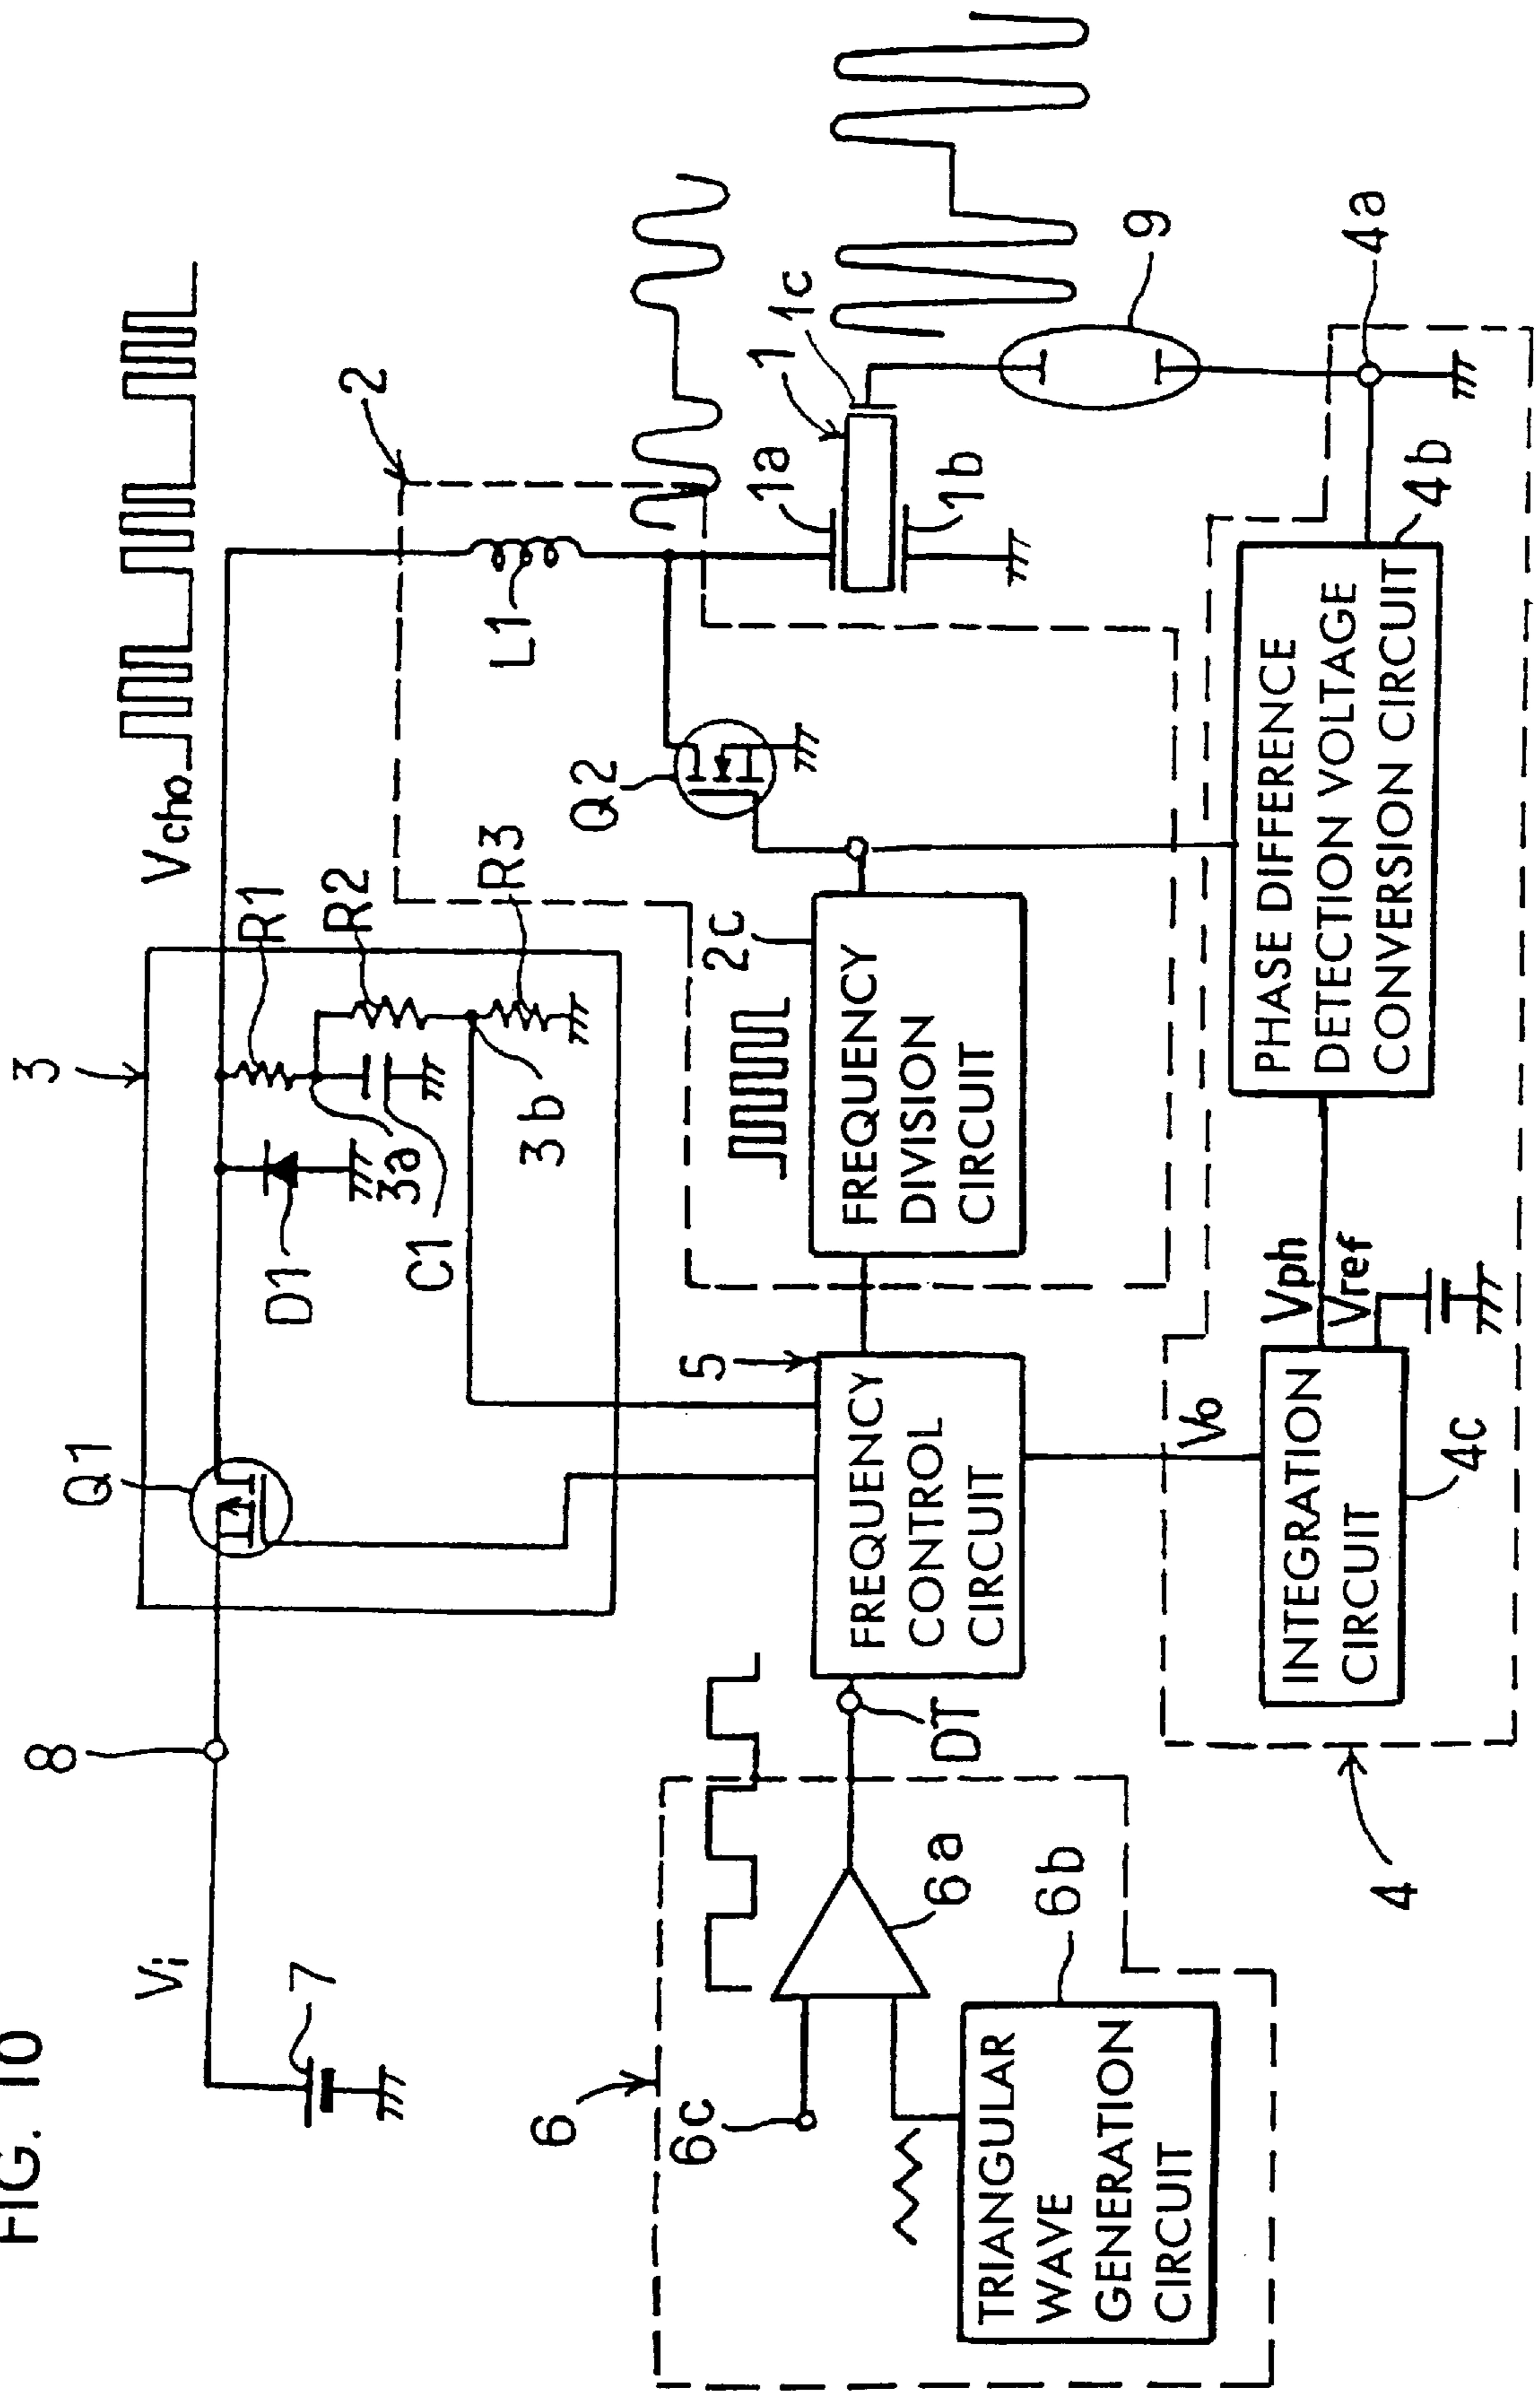 FIG. 10
3
Vcho
8
Q1
R1
2
Vi
R2
7
D1
3a
C1
R3
L1
3b
Q2
6
5
2c
1
1a
1c
6c
1b
FREQUENCY
DIVISION
CIRCUIT
FREQUENCY
CONTROL
CIRCUIT
DT
6a
9
6b
TRIANGULAR
WAVE
GENERATION
CIRCUIT
Vo
Vph
Vref
PHASE DIFFERENCE
DETECTION VOLTAGE
CONVERSION CIRCUIT
4a
4b
INTEGRATION
CIRCUIT
4c
4